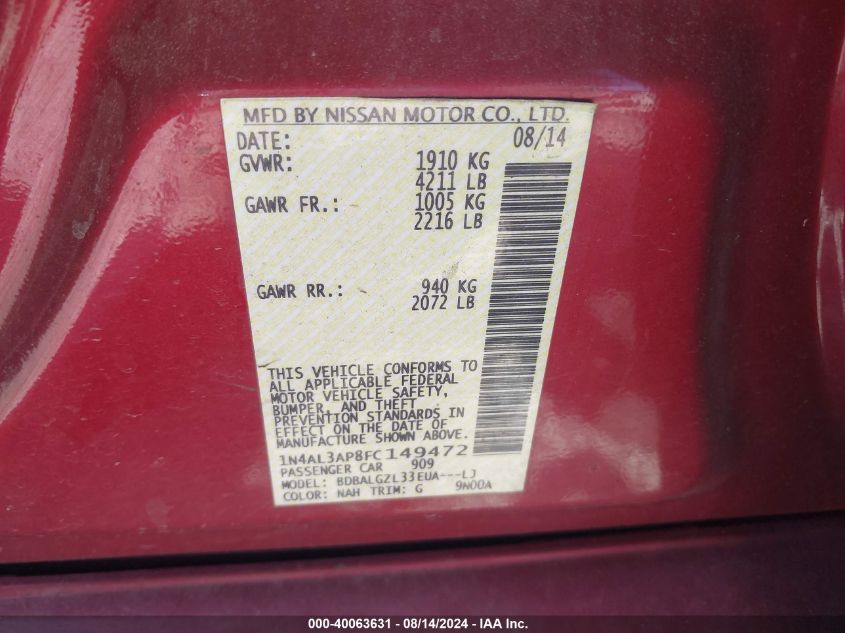 MFD BY NISSAN MOTOR CO., LTD.
DATE: 08/14
GVWR: 1910 KG
4211 LB
GAWR FR.: 1005 KG
2216 LB
GAWR RR.: 940 KG
2072 LB
THIS VEHICLE CONFORMS TO
ALL APPLICABLE FEDERAL
MOTOR VEHICLE SAFETY,
BUMPER, AND THEFT
PREVENTION STANDARDS IN
EFFECT ON THE DATE OF
MANUFACTURE SHOWN ABOVE.
1N4AL3AP8FC149472
PASSENGER CAR 909
MODEL: BDBALGZL33EUA---LJ
COLOR: NAH TRIM: G 9N00A
000-40063631 - 08/14/2024 - IAA Inc.